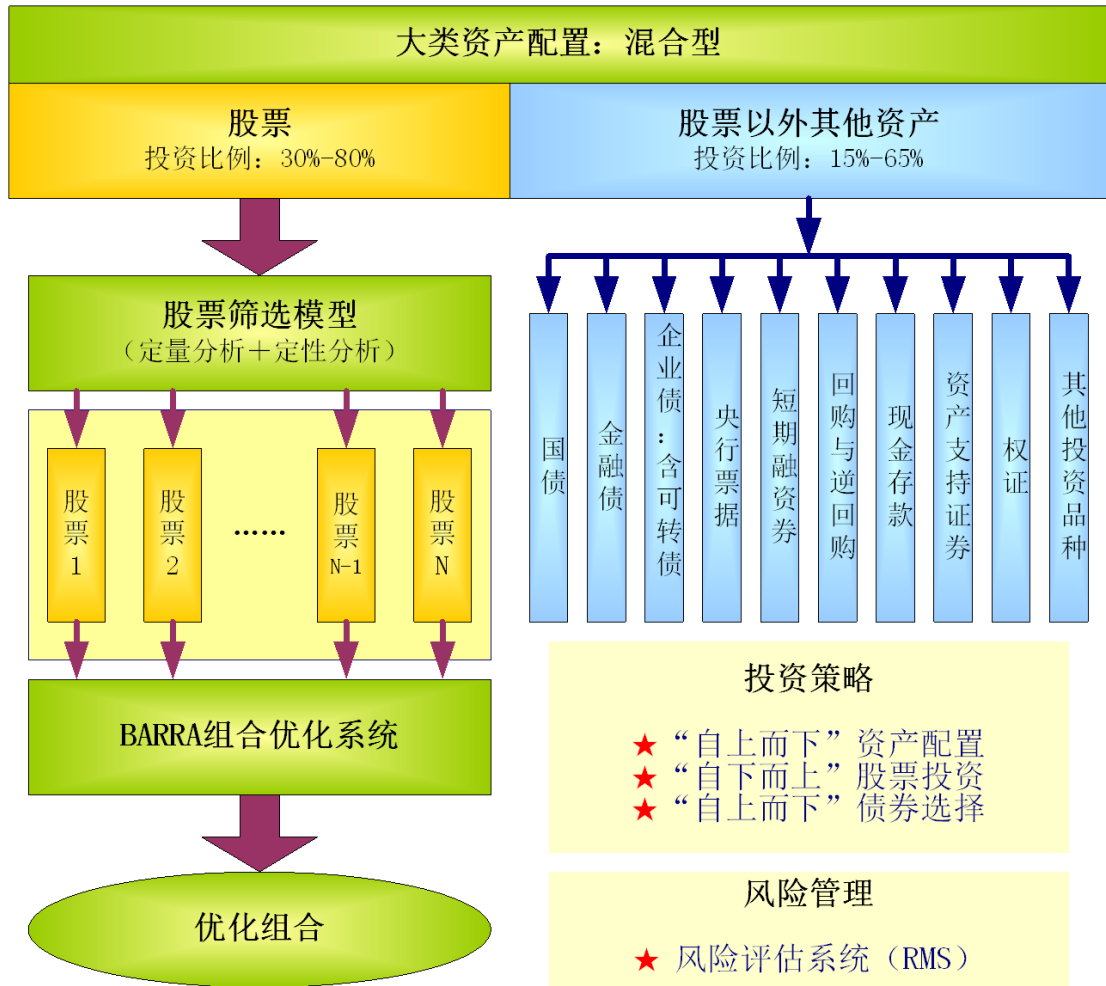 大类资产配置：混合型
股票
投资比例：30%-80%
股票以外其他资产
投资比例：15%-65%
股票筛选模型
（定量分析＋定性分析）
股票1
股票2
……
股票N-1
股票N
BARRA组合优化系统
优化组合
国债
金融债
企业债：含可转债
央行票据
短期融资券
回购与逆回购
现金存款
资产支持证券
权证
其他投资品种
投资策略
★ “自上而下”资产配置
★ “自下而上”股票投资
★ “自上而下”债券选择
风险管理
★ 风险评估系统（RMS）